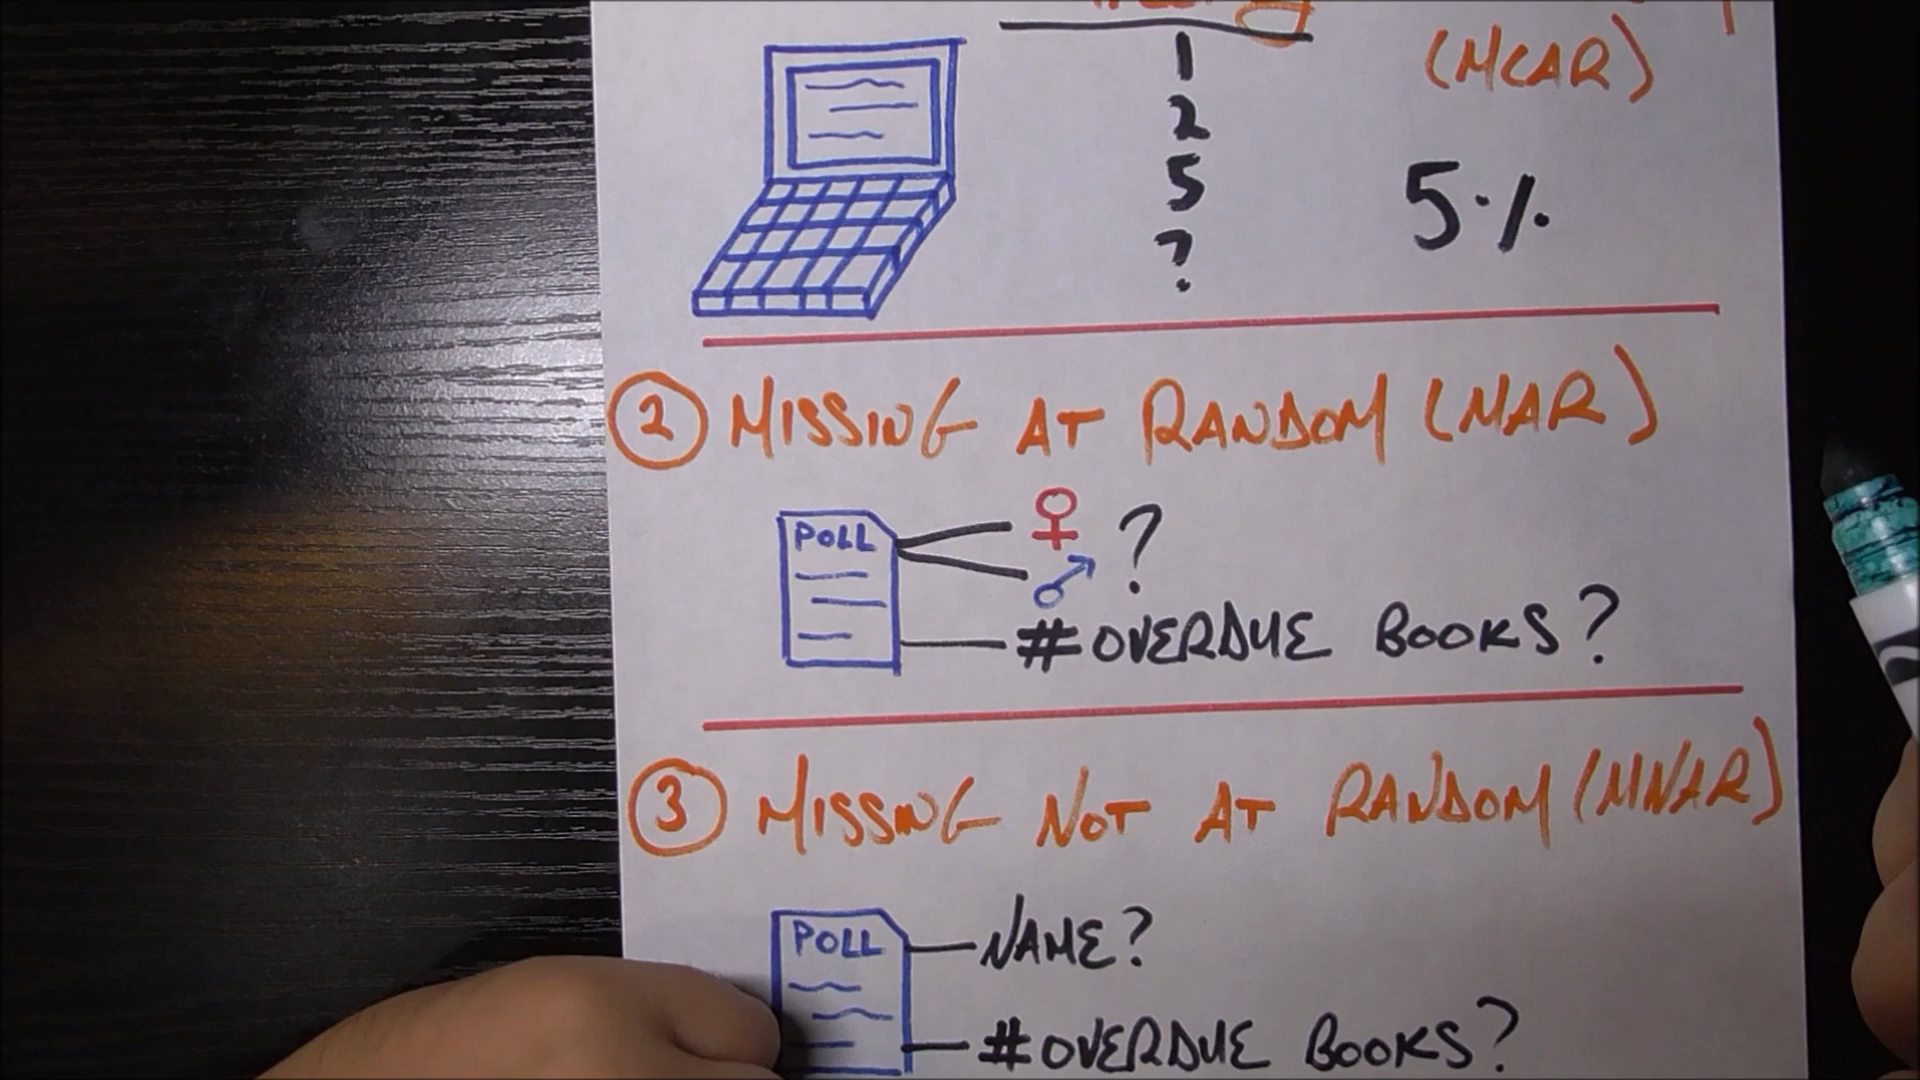 (MCAR)
1
2
5
?
5%
2 MISSING AT RANDOM (MAR)
POLL
♀
♂ ?
#OVERDUE BOOKS?
3 MISSING NOT AT RANDOM (MNAR)
POLL
NAME?
#OVERDUE BOOKS?